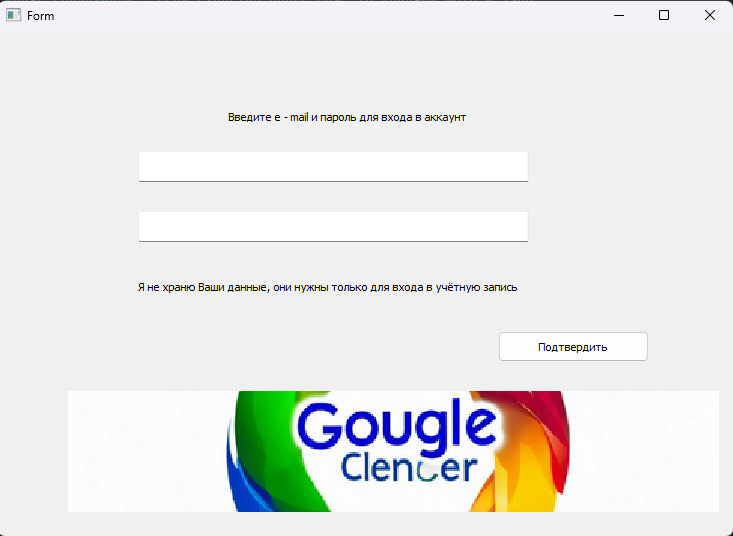 Form
Введите e - mail и пароль для входа в аккаунт
Я не храню Ваши данные, они нужны только для входа в учётную запись
Подтвердить
Gougle
Clencer